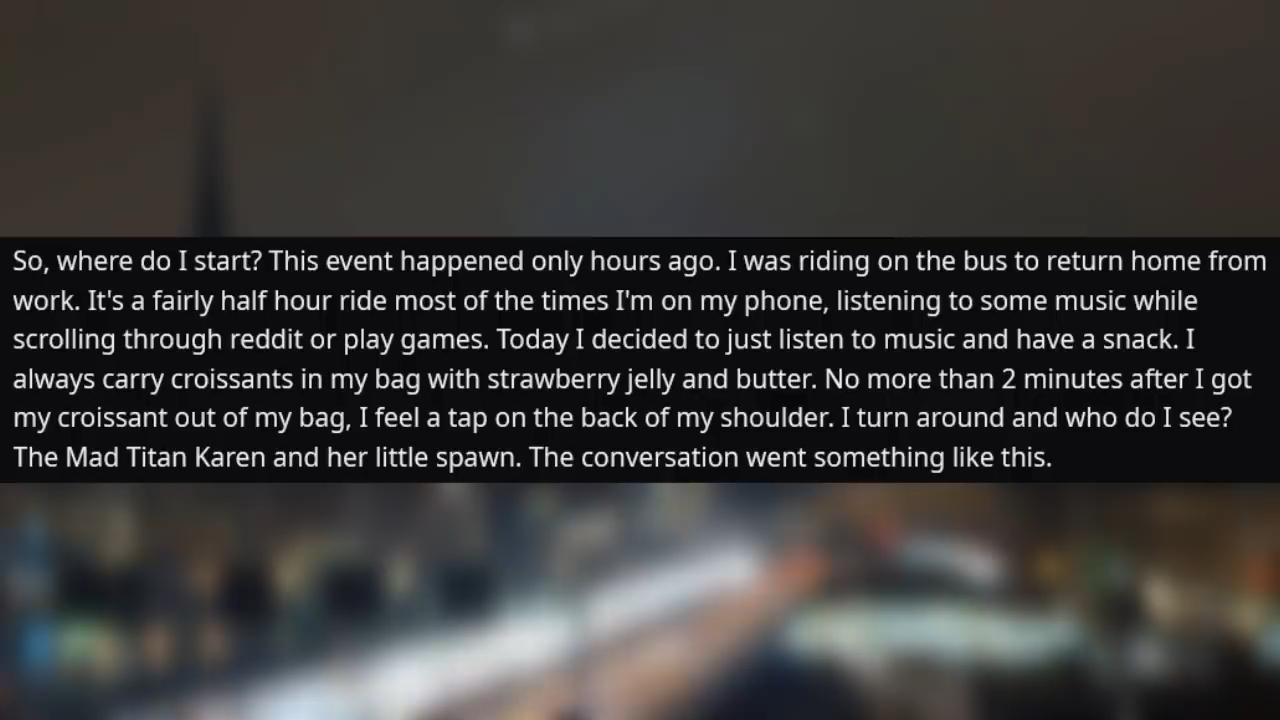 So, where do I start? This event happened only hours ago. I was riding on the bus to return home from
work. It's a fairly half hour ride most of the times I'm on my phone, listening to some music while
scrolling through reddit or play games. Today I decided to just listen to music and have a snack. I
always carry croissants in my bag with strawberry jelly and butter. No more than 2 minutes after I got
my croissant out of my bag, I feel a tap on the back of my shoulder. I turn around and who do I see?
The Mad Titan Karen and her little spawn. The conversation went something like this.